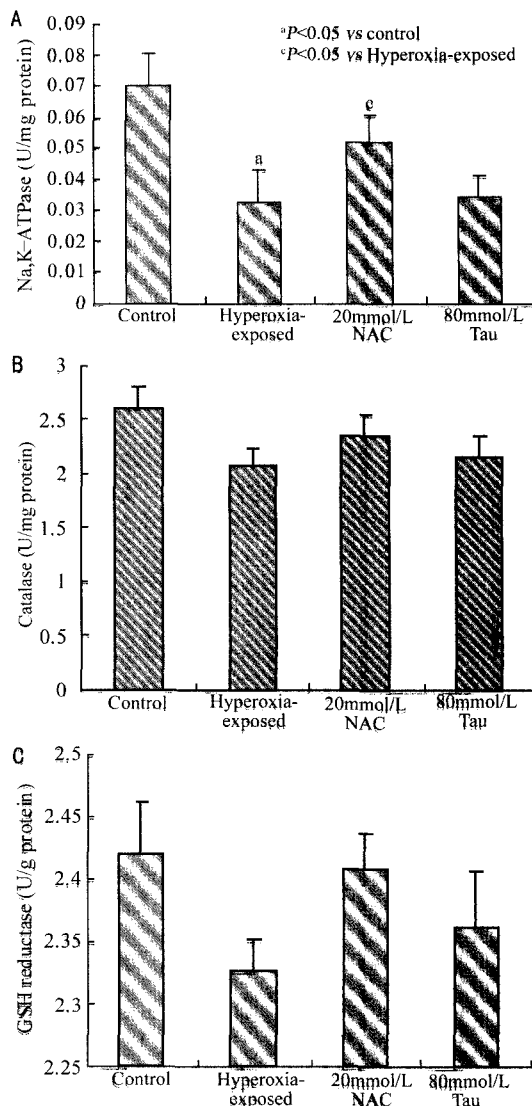 A
Na,K-ATPase (U/mg protein)
0.09
0.08
0.07
0.06
0.05
0.04
0.03
0.02
0.01
0
ᵃP<0.05 vs control
ᶜP<0.05 vs Hyperoxia-exposed
a
c
Control
Hyperoxia-
exposed
20mmol/L
NAC
80mmol/L
Tau
B
Catalase (U/mg protein)
3
2.5
2
1.5
1
0.5
0
Control
Hyperoxia-
exposed
20mmol/L
NAC
80mmol/L
Tau
C
GSH reductase (U/g protein)
2.5
2.45
2.4
2.35
2.3
2.25
Control
Hyperoxia-
exposed
20mmol/L
NAC
80mmol/L
Tau